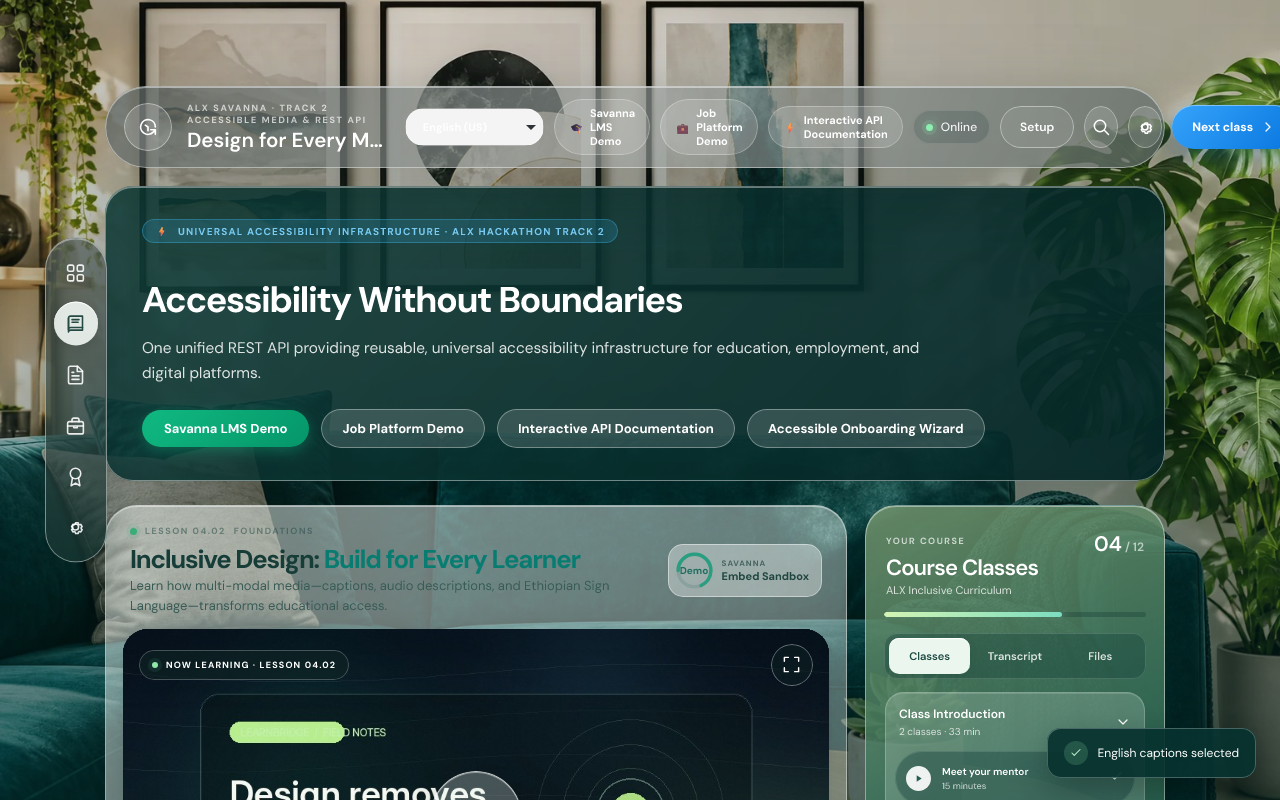 ALX SAVANNA · TRACK 2
ACCESSIBLE MEDIA & REST API
Design for Every M...
English (US)
Savanna
LMS
Demo
Job
Platform
Demo
Interactive API
Documentation
Online
Setup
Next class
UNIVERSAL ACCESSIBILITY INFRASTRUCTURE · ALX HACKATHON TRACK 2
Accessibility Without Boundaries
One unified REST API providing reusable, universal accessibility infrastructure for education, employment, and
digital platforms.
Savanna LMS Demo
Job Platform Demo
Interactive API Documentation
Accessible Onboarding Wizard
LESSON 04.02 FOUNDATIONS
Inclusive Design: Build for Every Learner
Learn how multi-modal media—captions, audio descriptions, and Ethiopian Sign
Language—transforms educational access.
Demo
SAVANNA
Embed Sandbox
NOW LEARNING · LESSON 04.02
D NOTES
Design removes
YOUR COURSE
04 / 12
Course Classes
ALX Inclusive Curriculum
Classes
Transcript
Files
Class Introduction
2 classes · 33 min
Meet your mentor
15 minutes
English captions selected